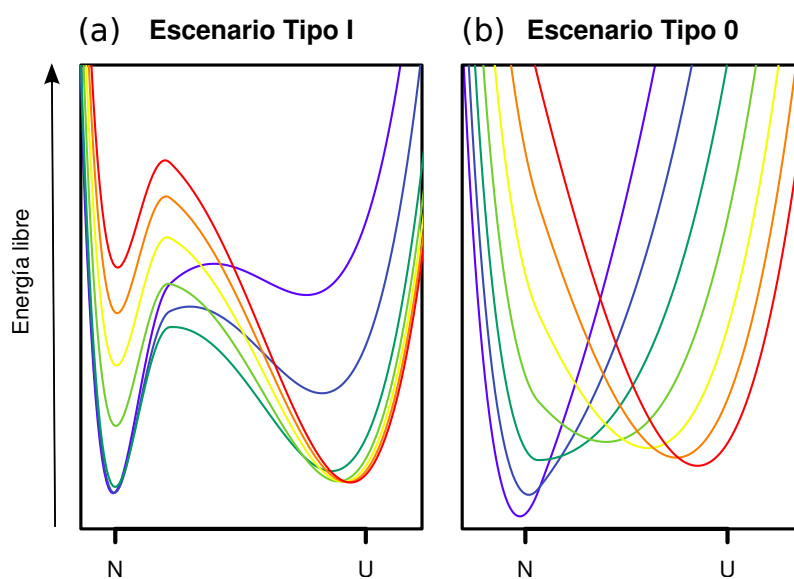 (a) Escenario Tipo I
(b) Escenario Tipo 0
Energía libre
N U
N U